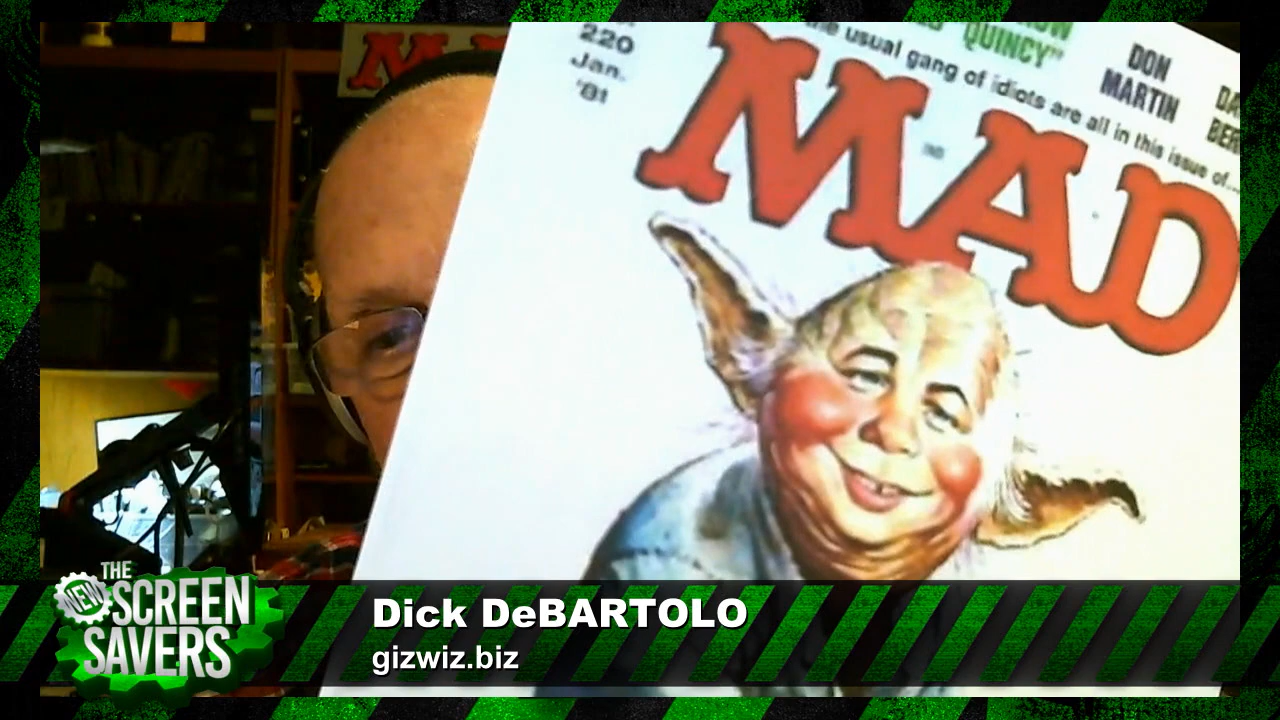 QUINCY"
220
Jan.
'81
DON
MARTIN
usual gang of idiots are all in this issue of...
MAD
THE
NEW SCREEN
SAVERS
Dick DeBARTOLO
gizwiz.biz